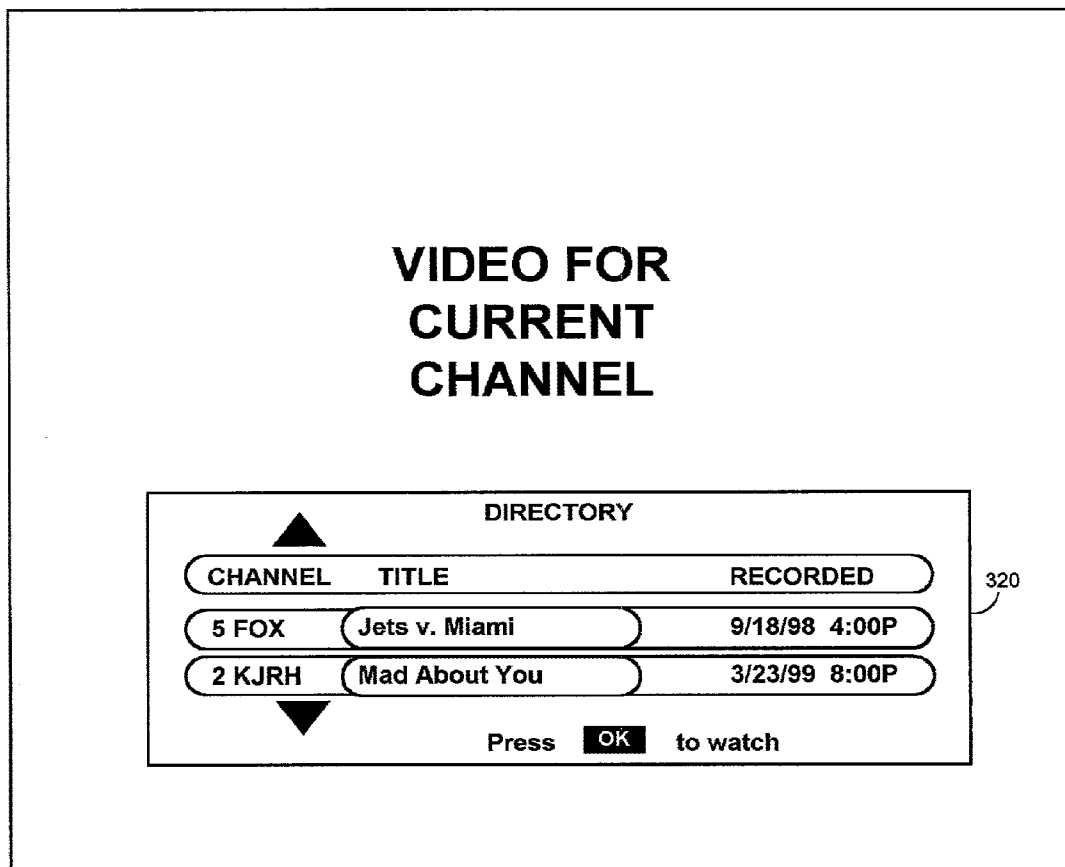 VIDEO FOR
CURRENT
CHANNEL
DIRECTORY
CHANNEL TITLE RECORDED
320
5 FOX Jets v. Miami 9/18/98 4:00P
2 KJRH Mad About You 3/23/99 8:00P
Press OK to watch